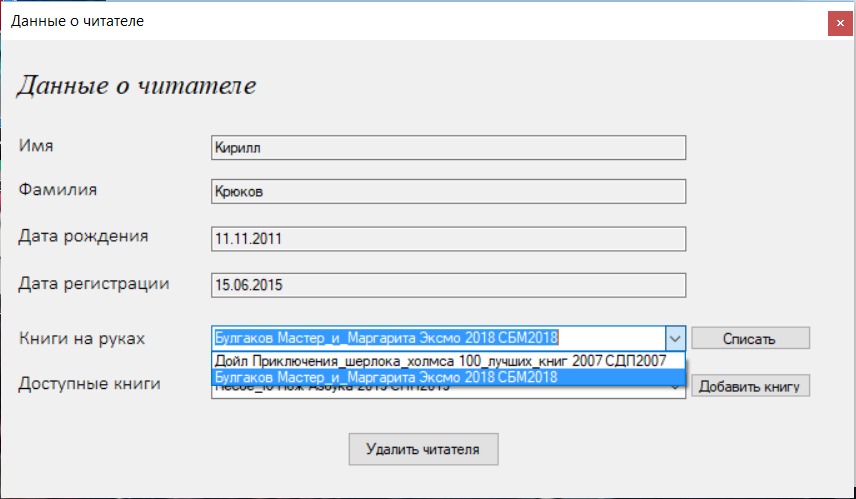 Данные о читателе
Данные о читателе
Имя
Кирилл
Фамилия
Крюков
Дата рождения
11.11.2011
Дата регистрации
15.06.2015
Книги на руках
Булгаков Мастер_и_Маргарита Эксмо 2018 СБМ2018
Списать
Дойл Приключения_шерлока_холмса 100_лучших_книг 2007 СДП2007
Булгаков Мастер_и_Маргарита Эксмо 2018 СБМ2018
Доступные книги
Нож Азбука
Добавить книгу
Удалить читателя